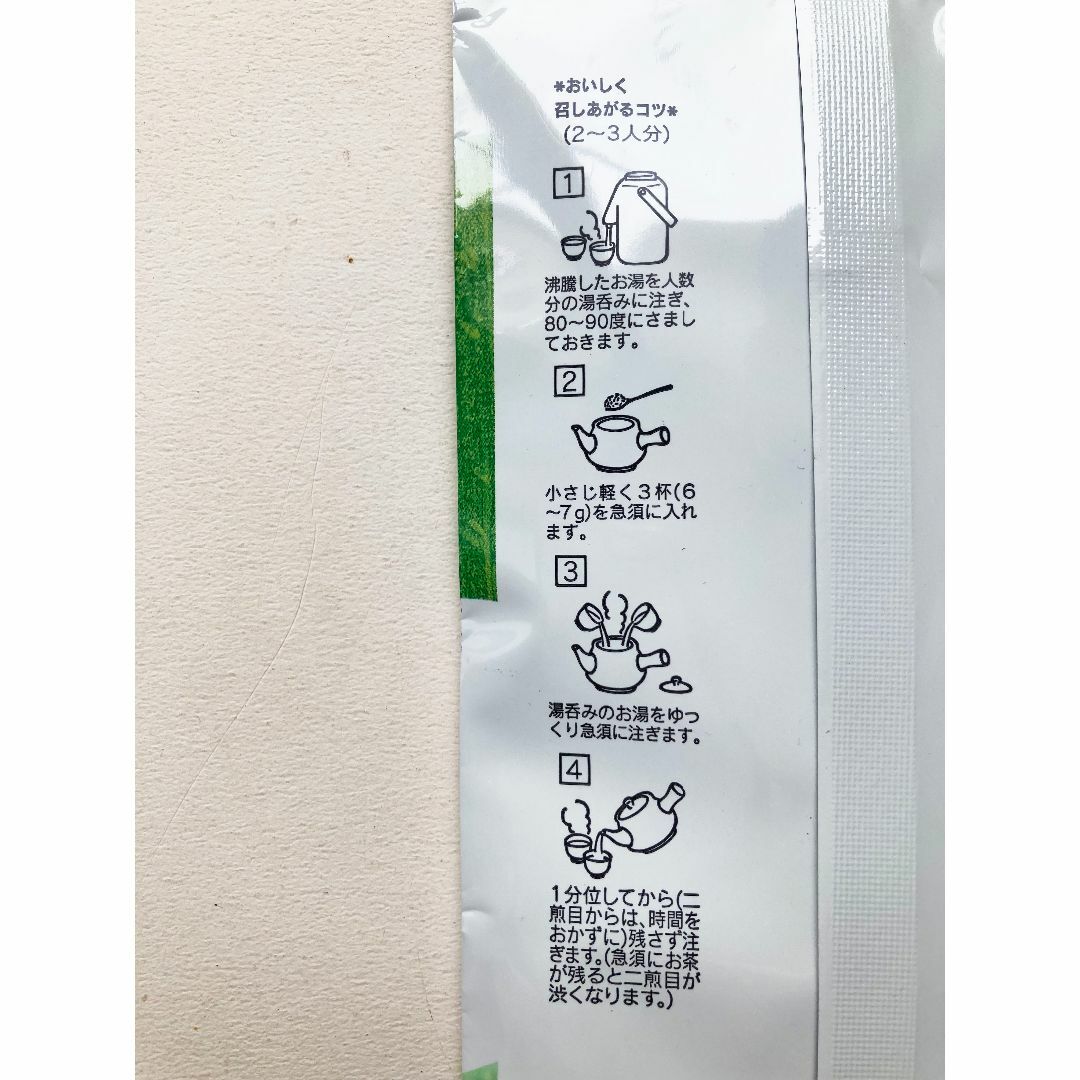 *おいしく
召しあがるコツ*
(2〜3人分)
1
沸騰したお湯を人数
分の湯呑みに注ぎ、
80〜90度にさまし
ておきます。
2
小さじ軽く3杯(6
〜7g)を急須に入れ
ます。
3
湯呑みのお湯をゆっ
くり急須に注ぎます。
4
1分位してから(二
煎目からは、時間を
おかずに)残さず注
ぎます。(急須にお茶
が残ると二煎目が
渋くなります。)